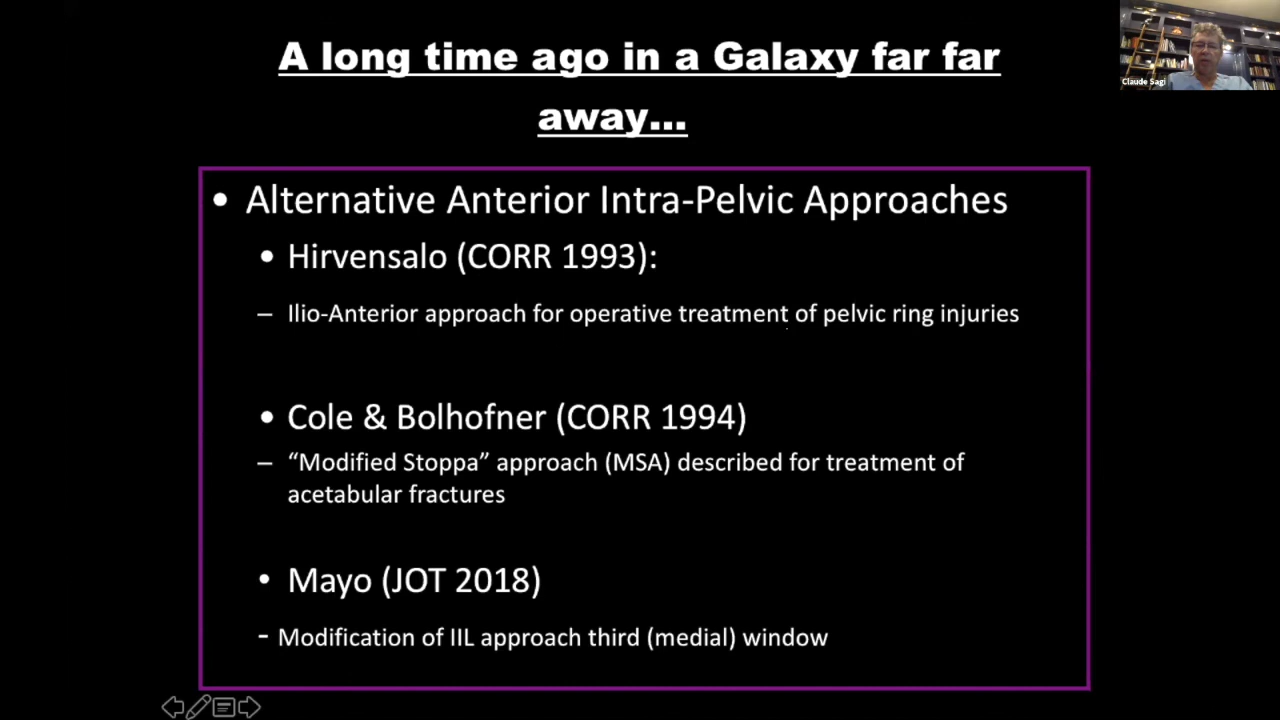 A long time ago in a Galaxy far far
away...
Claude Sagi
• Alternative Anterior Intra-Pelvic Approaches
• Hirvensalo (CORR 1993):
– Ilio-Anterior approach for operative treatment of pelvic ring injuries
• Cole & Bolhofner (CORR 1994)
– “Modified Stoppa” approach (MSA) described for treatment of
acetabular fractures
• Mayo (JOT 2018)
- Modification of IIL approach third (medial) window